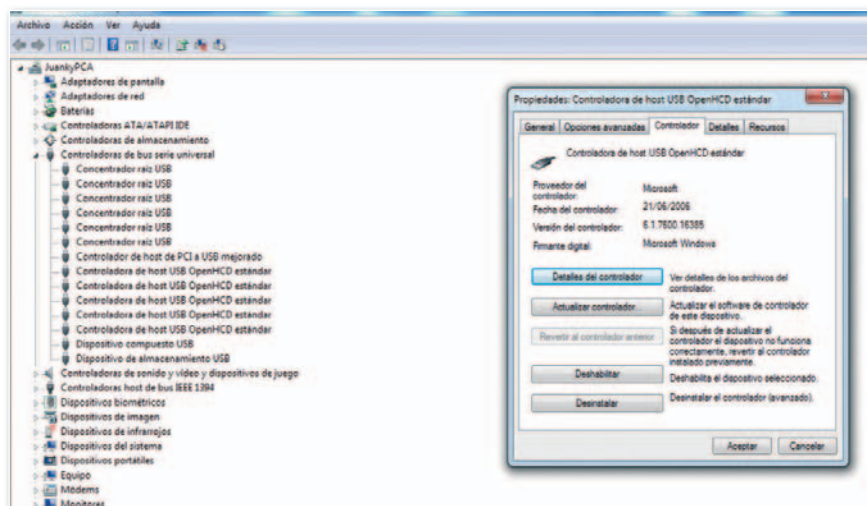 Archivo Acción Ver Ayuda
JuankyPCA
Adaptadores de pantalla
Adaptadores de red
Baterías
Controladoras ATA/ATAPI IDE
Controladoras de almacenamiento
Controladoras de bus serie universal
Concentrador raíz USB
Concentrador raíz USB
Concentrador raíz USB
Concentrador raíz USB
Concentrador raíz USB
Concentrador raíz USB
Controlador de host de PCI a USB mejorado
Controladora de host USB OpenHCD estándar
Controladora de host USB OpenHCD estándar
Controladora de host USB OpenHCD estándar
Controladora de host USB OpenHCD estándar
Controladora de host USB OpenHCD estándar
Dispositivo compuesto USB
Dispositivo de almacenamiento USB
Controladoras de sonido y vídeo y dispositivos de juego
Controladoras host de bus IEEE 1394
Dispositivos biométricos
Dispositivos de imagen
Dispositivos de infrarrojos
Dispositivos del sistema
Dispositivos portátiles
Equipo
Módems
Monitores
Propiedades: Controladora de host USB OpenHCD estándar
General Opciones avanzadas Controlador Detalles Recursos
Controladora de host USB OpenHCD estándar
Proveedor del controlador: Microsoft
Fecha del controlador: 21/06/2006
Versión del controlador: 6.1.7600.16385
Firmante digital: Microsoft Windows
Detalles del controlador
Ver detalles de los archivos del
controlador.
Actualizar controlador...
Actualizar el software de controlador
de este dispositivo.
Revertir al controlador anterior
Si después de actualizar el
controlador el dispositivo no funciona
correctamente, revertir al controlador
instalado previamente.
Deshabilitar
Deshabilita el dispositivo seleccionado.
Desinstalar
Desinstalar el controlador (avanzado).
Aceptar Cancelar